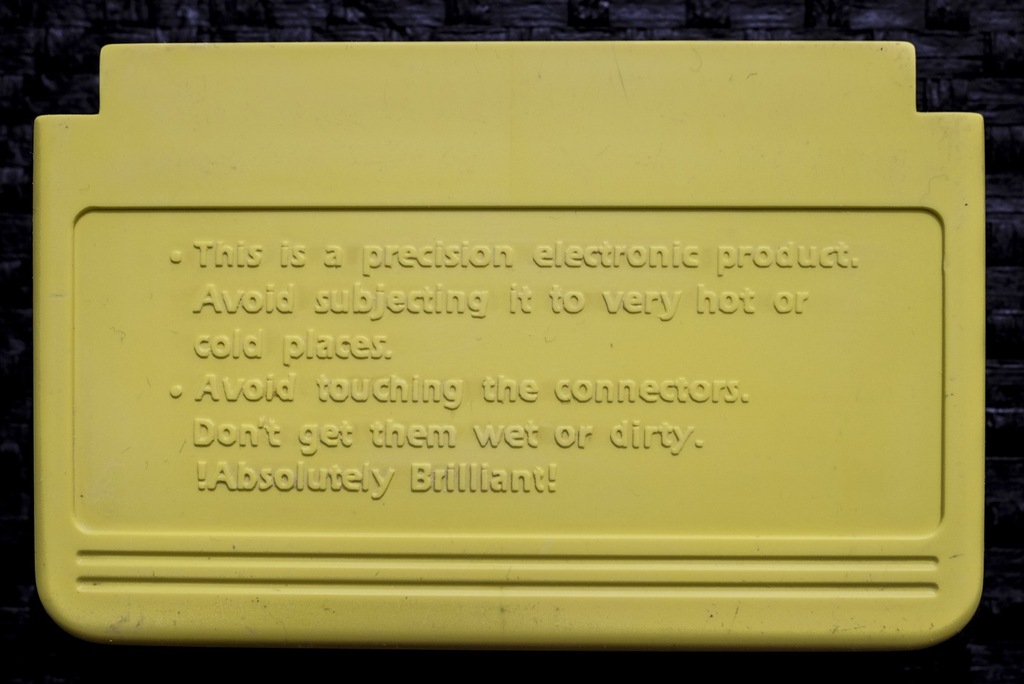 • This is a precision electronic product.
Avoid subjecting it to very hot or
cold places.
• Avoid touching the connectors.
Don't get them wet or dirty.
!Absolutely Brilliant!